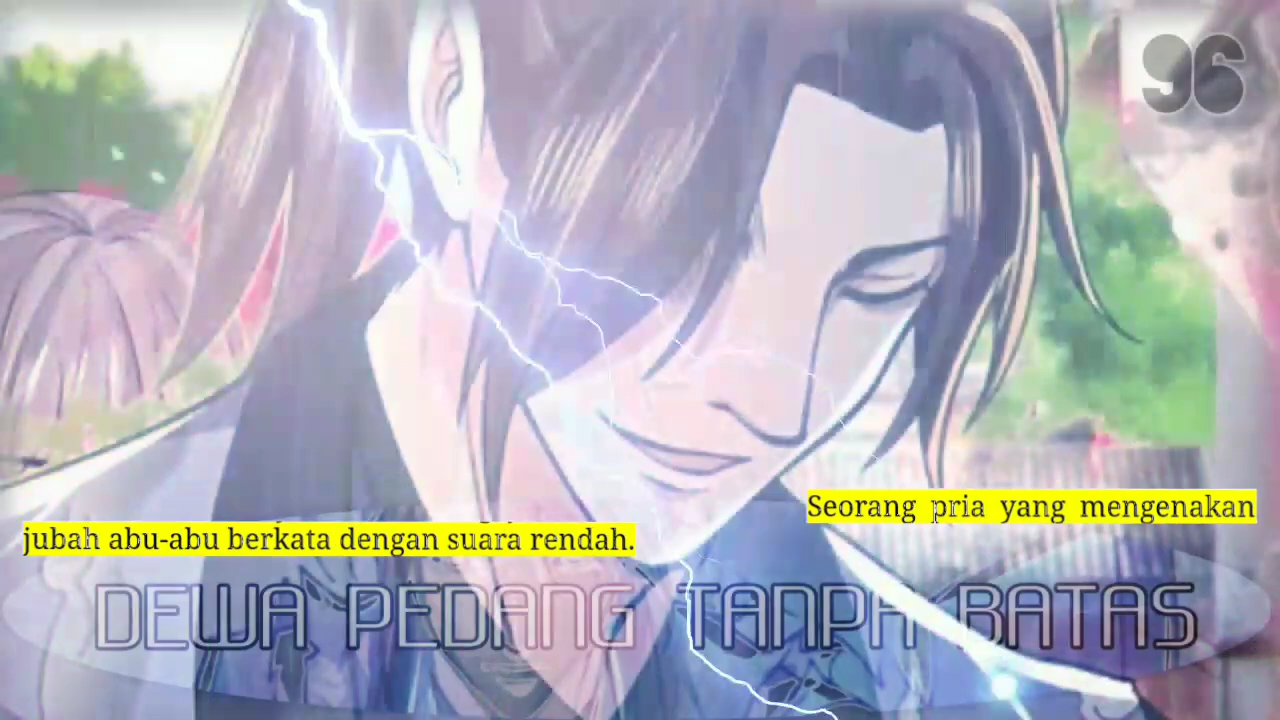 96
Seorang pria yang mengenakan
jubah abu-abu berkata dengan suara rendah.
DEWA PEDANG TANPA BATAS